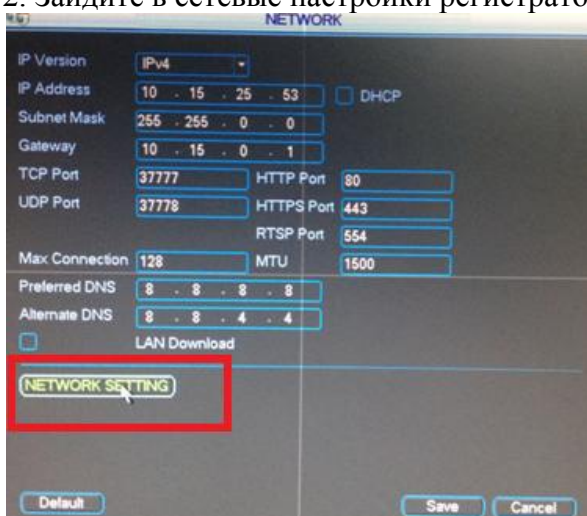 2. Зайдите в сетевые настройки регистрато
NETWORK
IP Version IPv4
IP Address 10 . 15 . 25 . 53 DHCP
Subnet Mask 255 . 255 . 0 . 0
Gateway 10 . 15 . 0 . 1
TCP Port 37777 HTTP Port 80
UDP Port 37778 HTTPS Port 443
RTSP Port 554
Max Connection 128 MTU 1500
Preferred DNS 8 . 8 . 8 . 8
Alternate DNS 8 . 8 . 4 . 4
LAN Download
NETWORK SETTING
Default Save Cancel